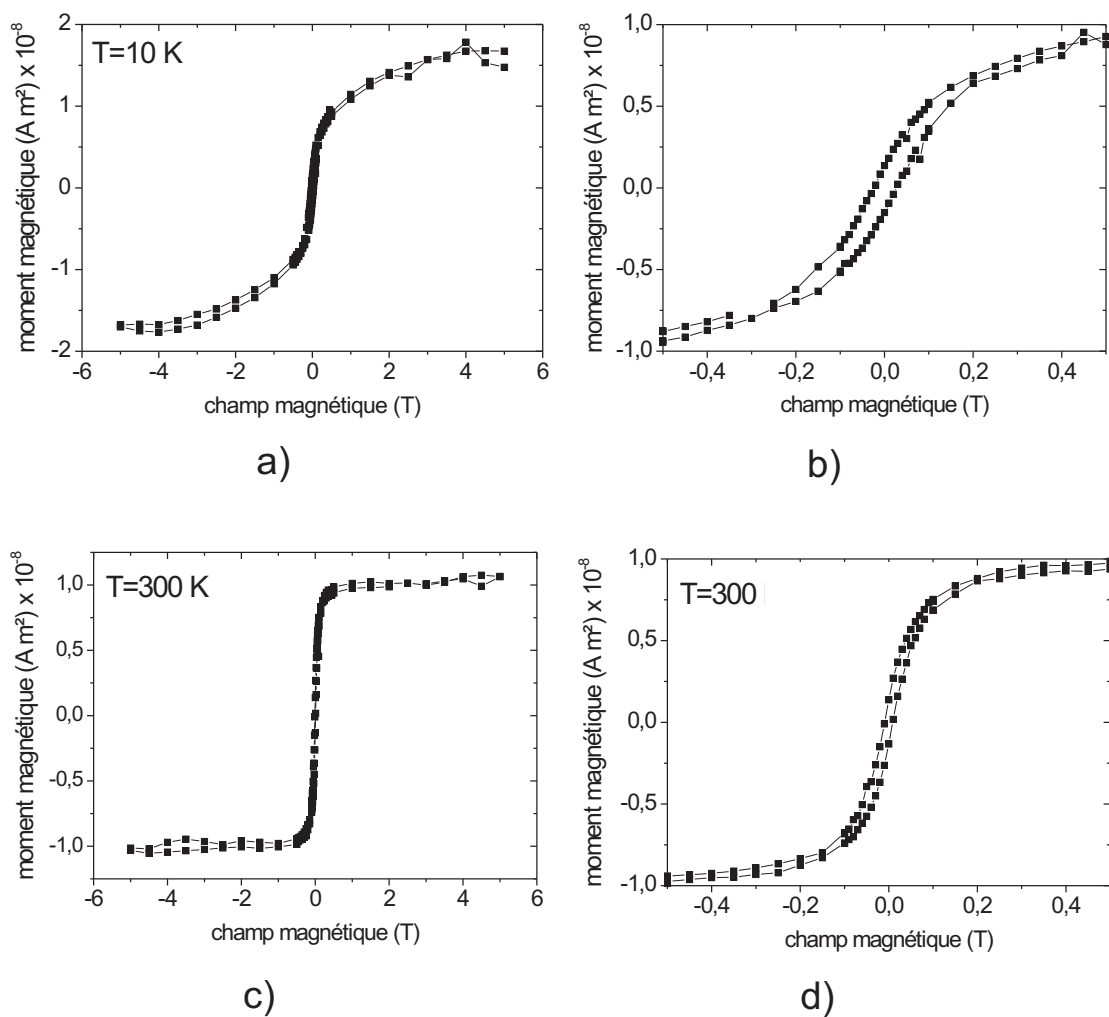 T=10 K
moment magnétique (A m²) x 10⁻⁸
2
1
0
-1
-2
-6 -4 -2 0 2 4 6
champ magnétique (T)
a)
moment magnétique (A m²) x 10⁻⁸
1,0
0,5
0,0
-0,5
-1,0
-0,4 -0,2 0,0 0,2 0,4
champ magnétique (T)
b)
T=300 K
moment magnétique (A m²) x 10⁻⁸
1,0
0,5
0,0
-0,5
-1,0
-6 -4 -2 0 2 4 6
champ magnétique (T)
c)
T=300
moment magnétique (A m²) x 10⁻⁸
1,0
0,5
0,0
-0,5
-1,0
-0,4 -0,2 0,0 0,2 0,4
champ magnétique (T)
d)